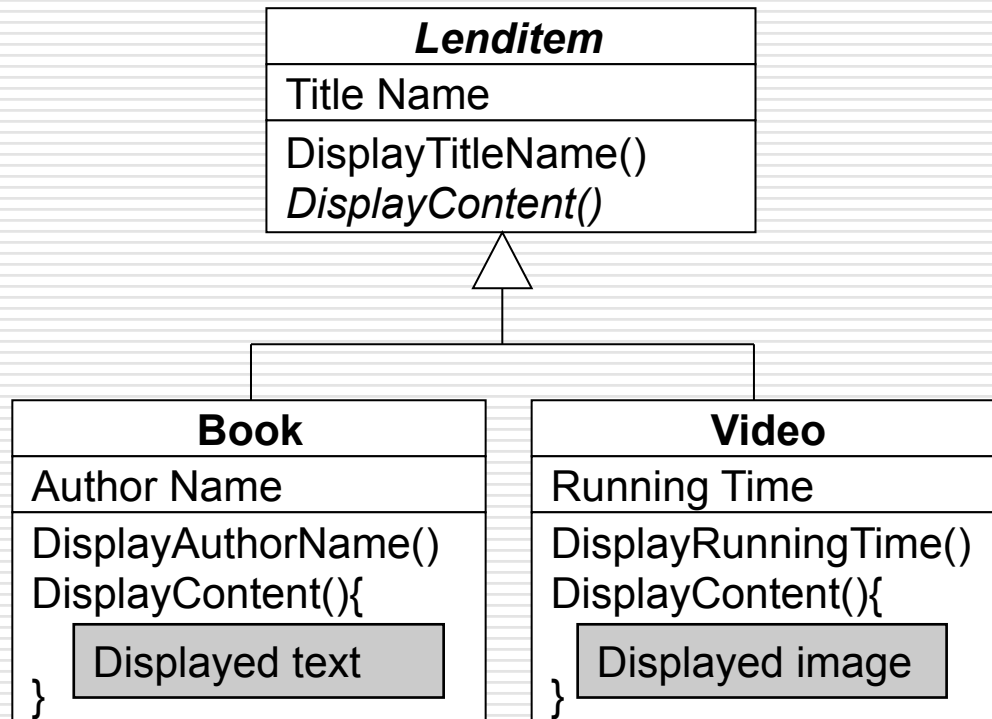 Lenditem
Title Name
DisplayTitleName()
DisplayContent()
Book
Author Name
DisplayAuthorName()
DisplayContent(){
Displayed text
}
Video
Running Time
DisplayRunningTime()
DisplayContent(){
Displayed image
}